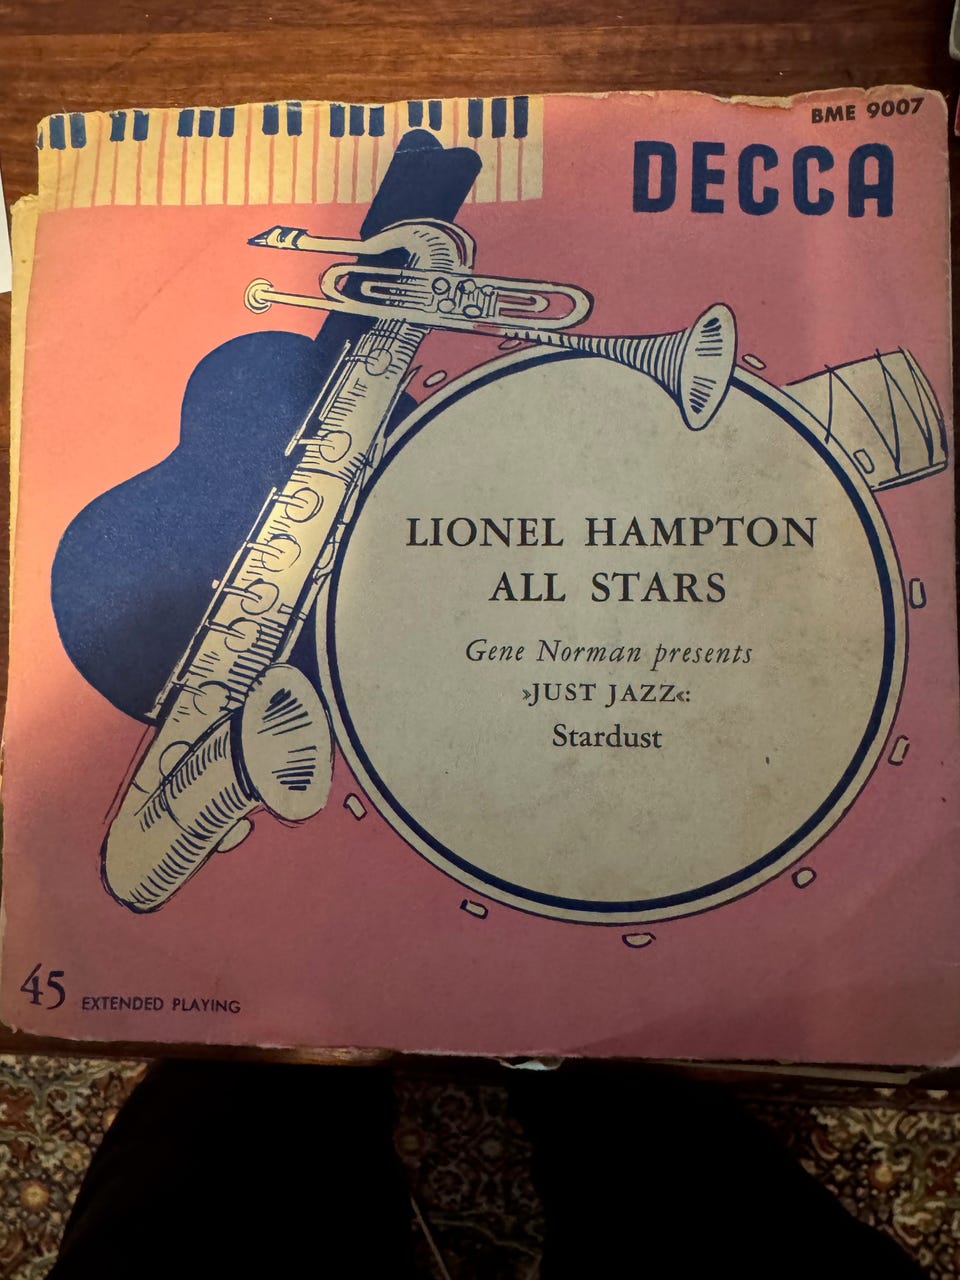 BME 9007
DECCA
LIONEL HAMPTON
ALL STARS
Gene Norman presents
»JUST JAZZ«:
Stardust
45 EXTENDED PLAYING